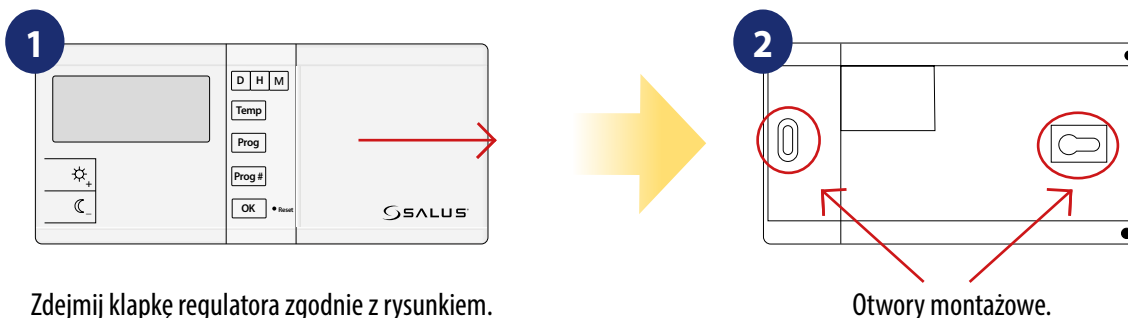 1
2
D H M
Temp
Prog
Prog #
OK Reset
+
-
SALUS
Zdejmij klapkę regulatora zgodnie z rysunkiem.
Otwory montażowe.